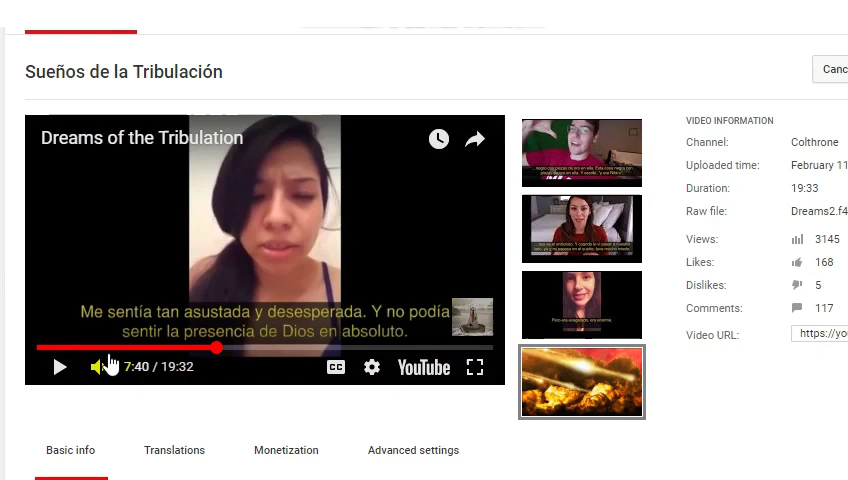 Sueños de la Tribulación
Canc
Dreams of the Tribulation
Me sentía tan asustada y desesperada. Y no podía
sentir la presencia de Dios en absoluto.
7:40 / 19:32
CC
YouTube
VIDEO INFORMATION
Channel: Colthrone
Uploaded time: February 11
Duration: 19:33
Raw file: Dreams2.f4
Views: 3145
Likes: 168
Dislikes: 5
Comments: 117
Video URL: https://you
Basic info
Translations
Monetization
Advanced settings